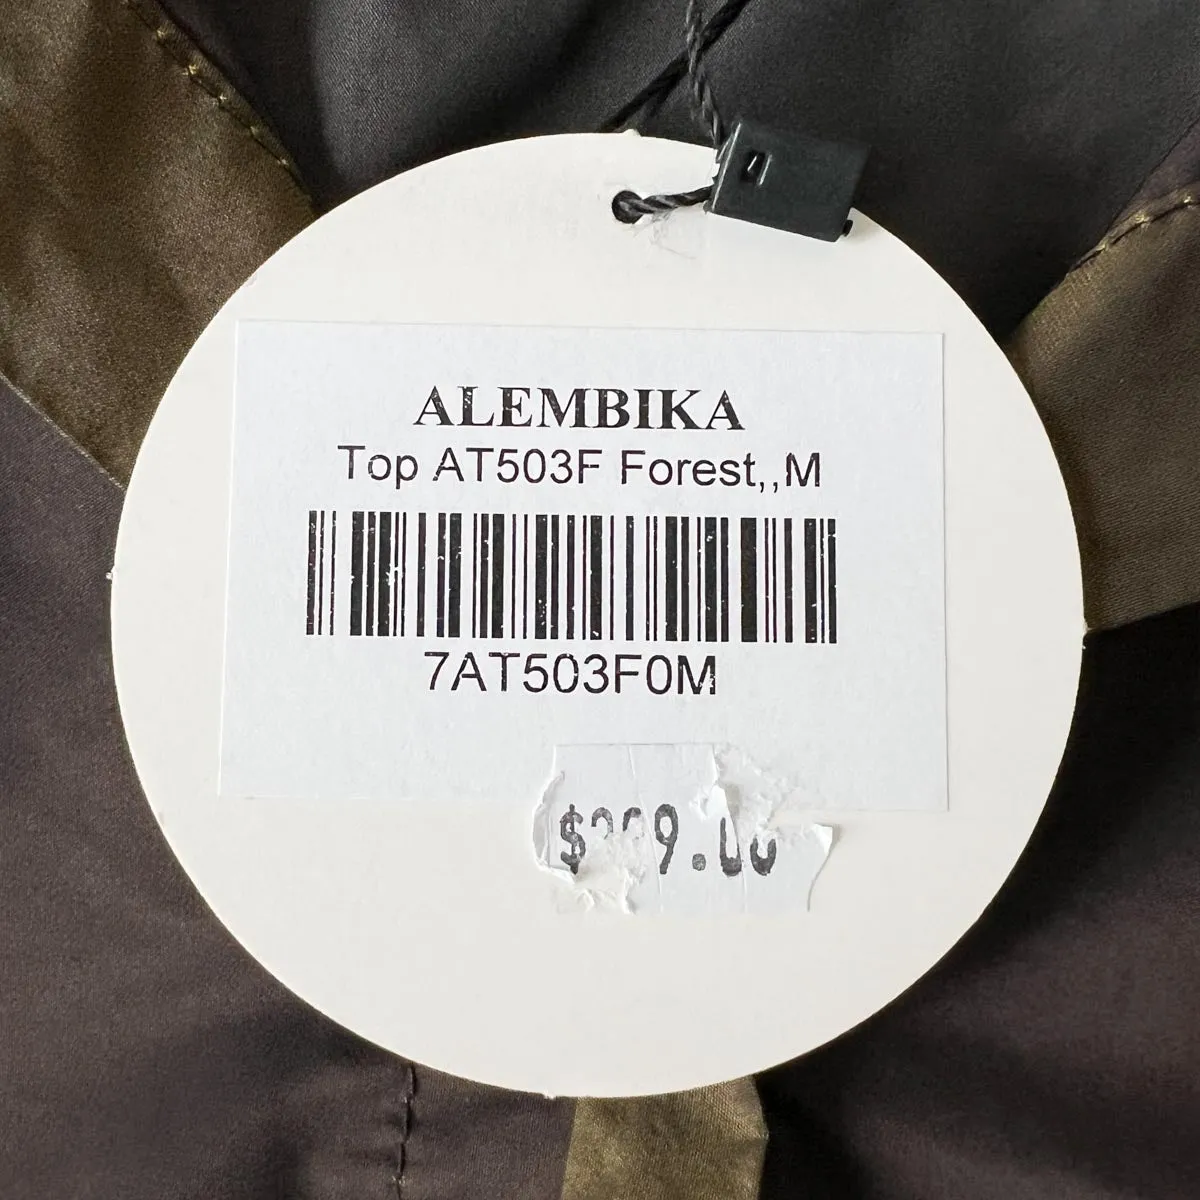 ALEMBIKA
Top AT503F Forest,,M
7AT503F0M